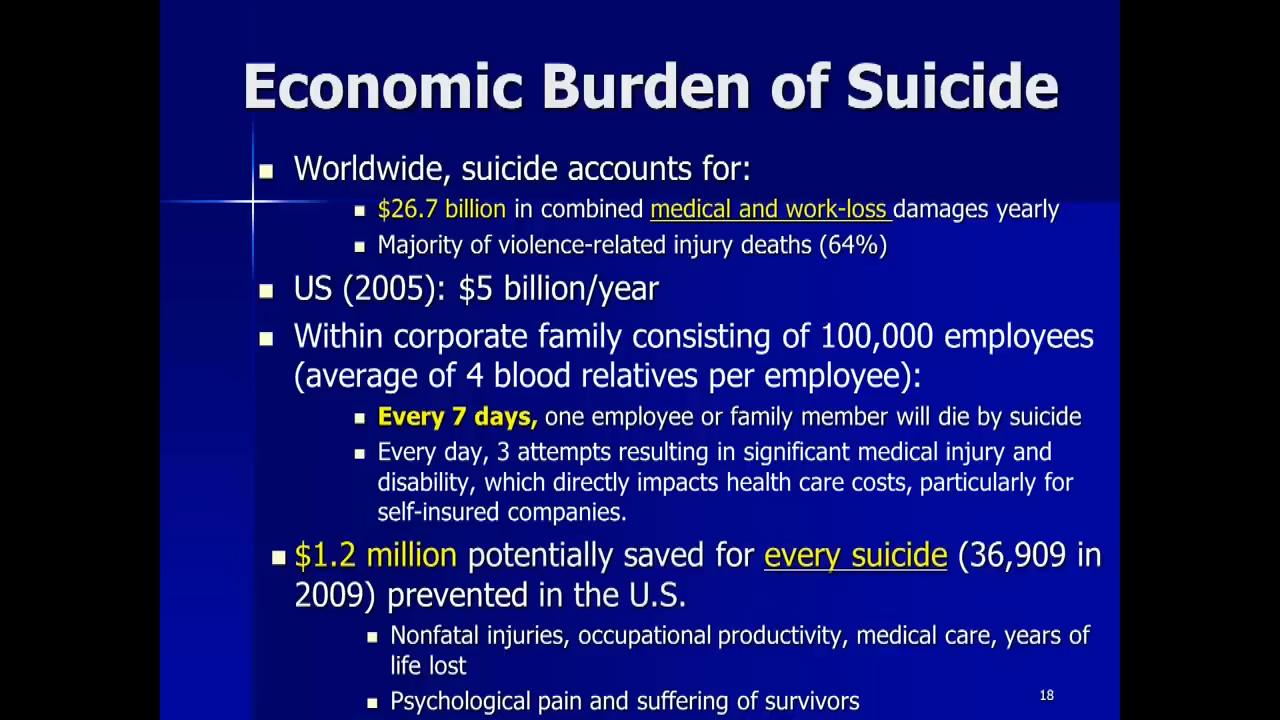 Economic Burden of Suicide
Worldwide, suicide accounts for:
$26.7 billion in combined medical and work-loss damages yearly
Majority of violence-related injury deaths (64%)
US (2005): $5 billion/year
Within corporate family consisting of 100,000 employees
(average of 4 blood relatives per employee):
Every 7 days, one employee or family member will die by suicide
Every day, 3 attempts resulting in significant medical injury and
disability, which directly impacts health care costs, particularly for
self-insured companies.
$1.2 million potentially saved for every suicide (36,909 in
2009) prevented in the U.S.
Nonfatal injuries, occupational productivity, medical care, years of
life lost
Psychological pain and suffering of survivors
18